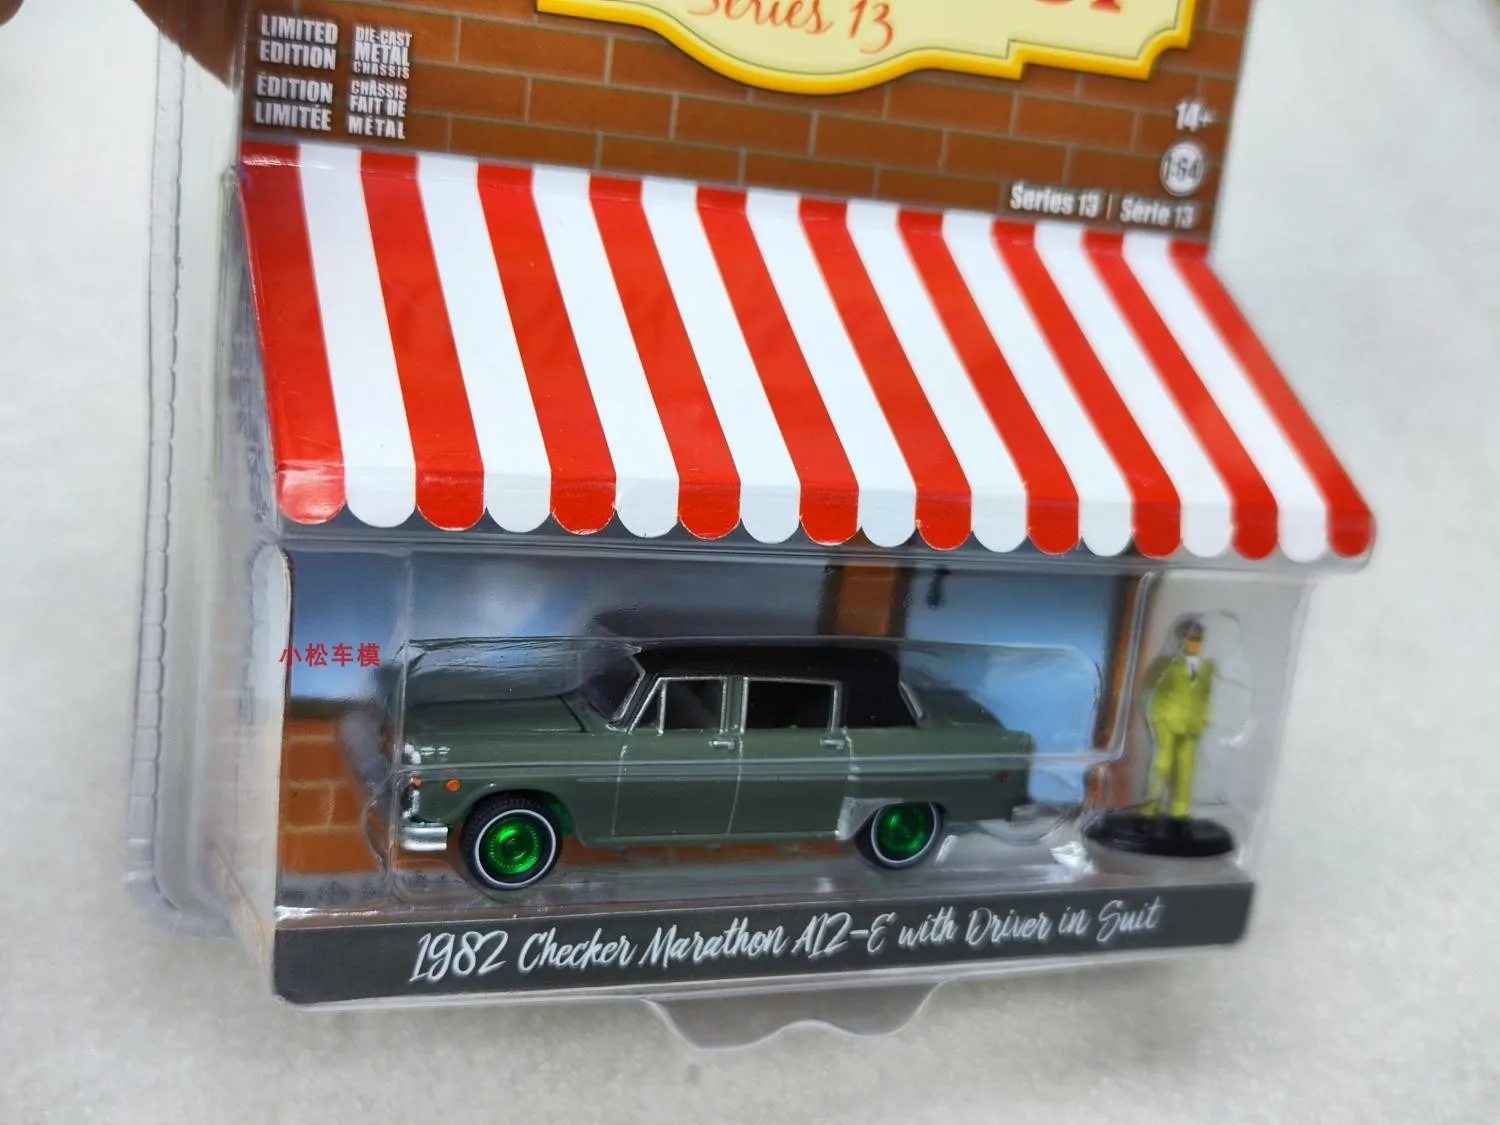 Series 13
LIMITED EDITION
DIE-CAST METAL CHASSIS
ÉDITION LIMITÉE
CHÂSSIS FAIT DE MÉTAL
14+
1:64
Series 13 | Série 13
小松车模
1982 Checker Marathon A12-E with Driver in Suit